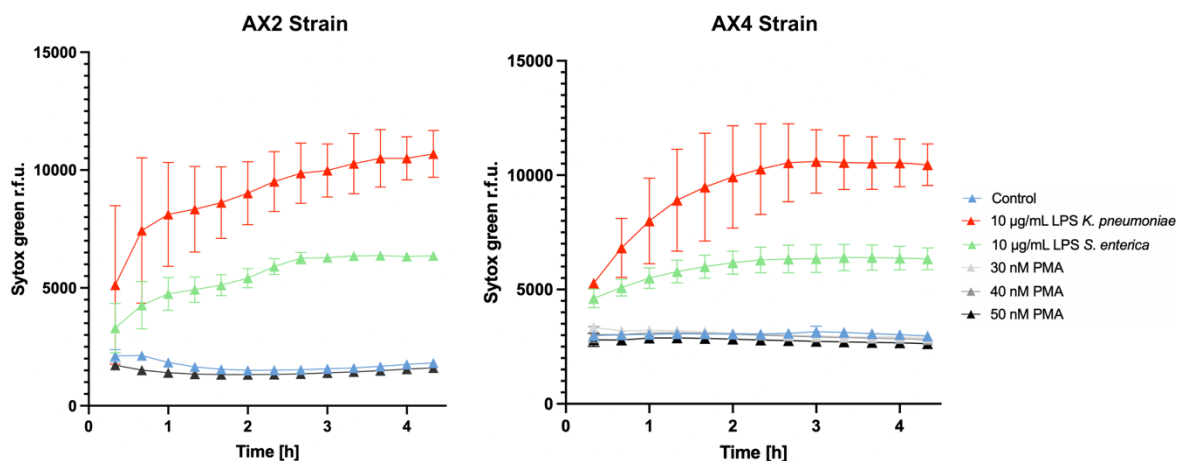 AX2 Strain
15000
10000
5000
0
Sytox green r.f.u.
0 1 2 3 4
Time [h]
AX4 Strain
15000
10000
5000
0
Sytox green r.f.u.
0 1 2 3 4
Time [h]
Control
10 µg/mL LPS K. pneumoniae
10 µg/mL LPS S. enterica
30 nM PMA
40 nM PMA
50 nM PMA